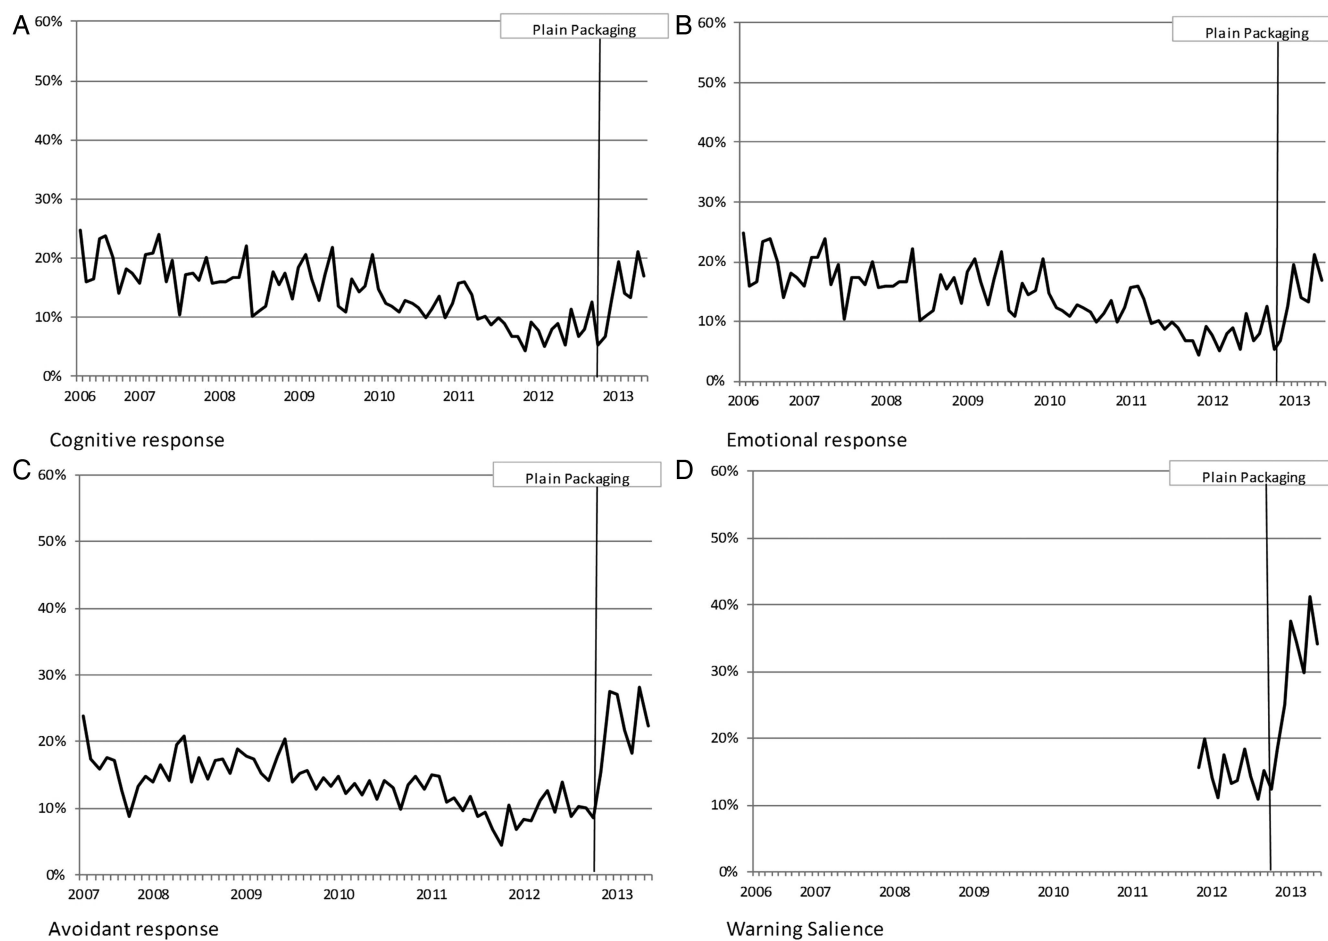 A
Plain Packaging
60%
50%
40%
30%
20%
10%
0%
2006 2007 2008 2009 2010 2011 2012 2013
Cognitive response
B
Plain Packaging
60%
50%
40%
30%
20%
10%
0%
2006 2007 2008 2009 2010 2011 2012 2013
Emotional response
C
Plain Packaging
60%
50%
40%
30%
20%
10%
0%
2007 2008 2009 2010 2011 2012 2013
Avoidant response
D
Plain Packaging
60%
50%
40%
30%
20%
10%
0%
2006 2007 2008 2009 2010 2011 2012 2013
Warning Salience